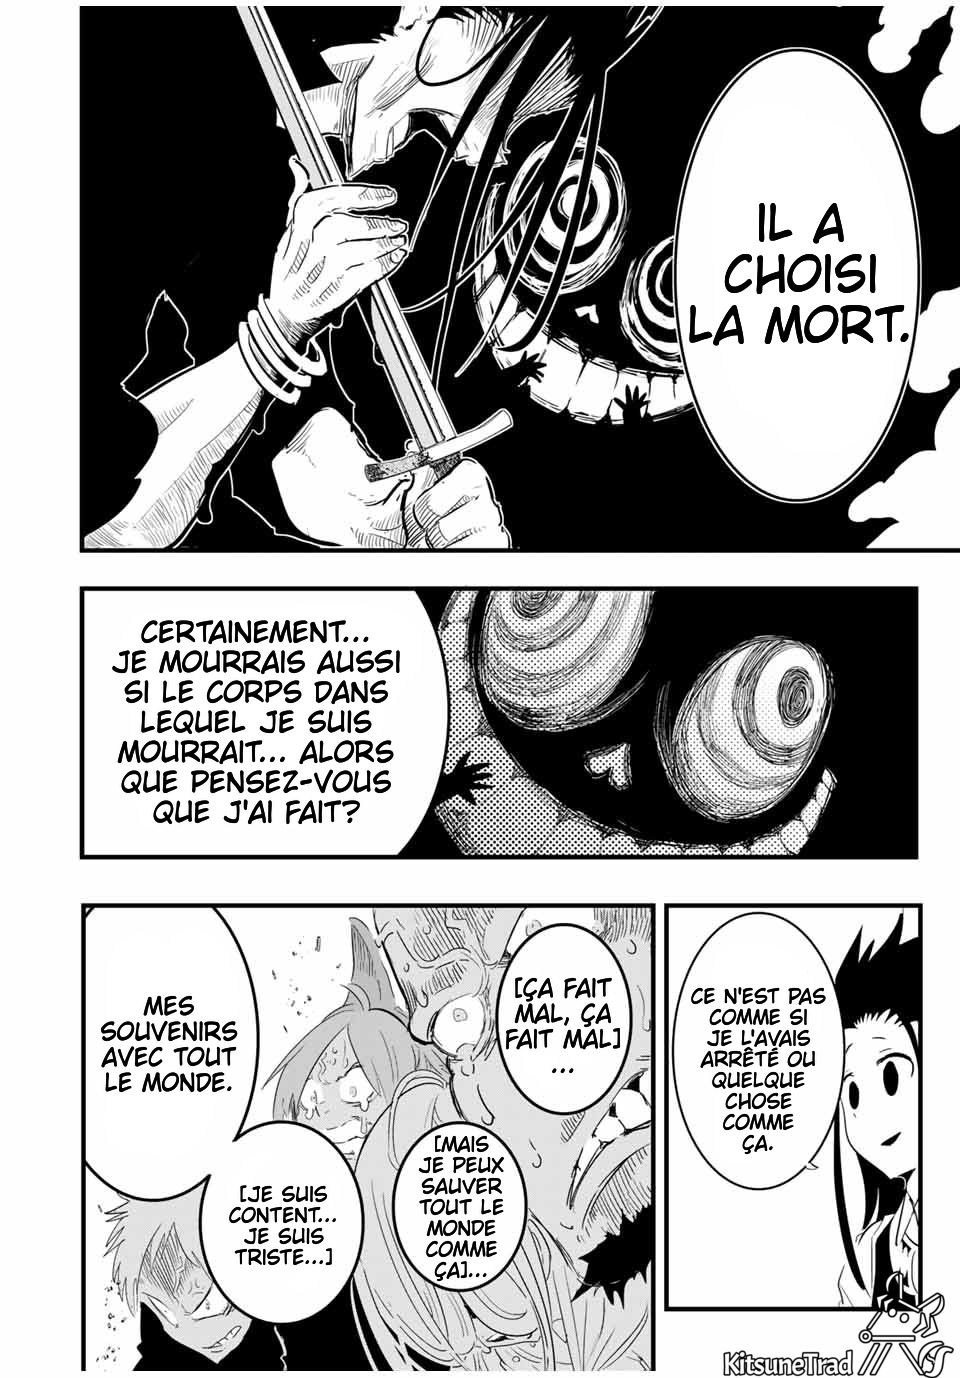 IL A
CHOISI
LA MORT.
CERTAINEMENT...
JE MOURRAIS AUSSI
SI LE CORPS DANS
LEQUEL JE SUIS
MOURRAIT... ALORS
QUE PENSEZ-VOUS
QUE J'AI FAIT?
CE N'EST PAS
COMME SI
JE L'AVAIS
ARRÊTÉ OU
QUELQUE
CHOSE
COMME
ÇA.
[ÇA FAIT
MAL, ÇA
FAIT MAL]
...
[MAIS
JE PEUX
SAUVER
TOUT LE
MONDE
COMME
ÇA]...
MES
SOUVENIRS
AVEC TOUT
LE MONDE.
[JE SUIS
CONTENT...
JE SUIS
TRISTE...]
KitsuneTrad